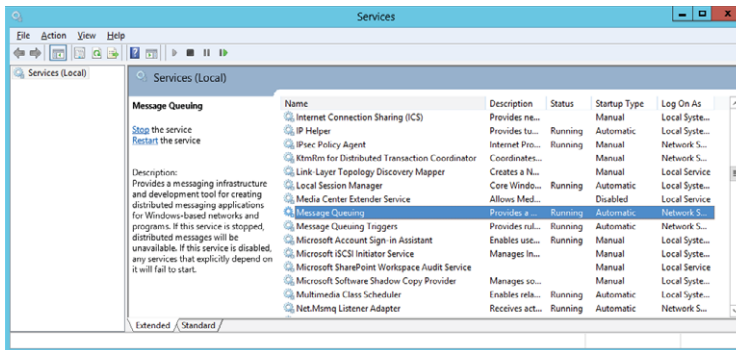 Services
File Action View Help
Services (Local)
Services (Local)
Message Queuing
Stop the service
Restart the service
Description:
Provides a messaging infrastructure
and development tool for creating
distributed messaging applications
for Windows-based networks and
programs. If this service is stopped,
distributed messages will be
unavailable. If this service is disabled,
any services that explicitly depend on
it will fail to start.
Name Description Status Startup Type Log On As
Internet Connection Sharing (ICS) Provides ne... Manual Local Syste...
IP Helper Provides tu... Running Automatic Local Syste...
IPsec Policy Agent Internet Pro... Running Manual Network S...
KtmRm for Distributed Transaction Coordinator Coordinates... Manual Network S...
Link-Layer Topology Discovery Mapper Creates a N... Manual Local Service
Local Session Manager Core Windo... Running Automatic Local Syste...
Media Center Extender Service Allows Med... Disabled Local Service
Message Queuing Provides a ... Running Automatic Network S...
Message Queuing Triggers Provides rul... Running Automatic Network S...
Microsoft Account Sign-in Assistant Enables use... Running Manual Local Syste...
Microsoft iSCSI Initiator Service Manages In... Manual Local Syste...
Microsoft SharePoint Workspace Audit Service Manual Local Service
Microsoft Software Shadow Copy Provider Manages so... Manual Local Syste...
Multimedia Class Scheduler Enables rela... Running Automatic Local Syste...
Net.Msmq Listener Adapter Receives act... Running Automatic Network S...
Extended Standard